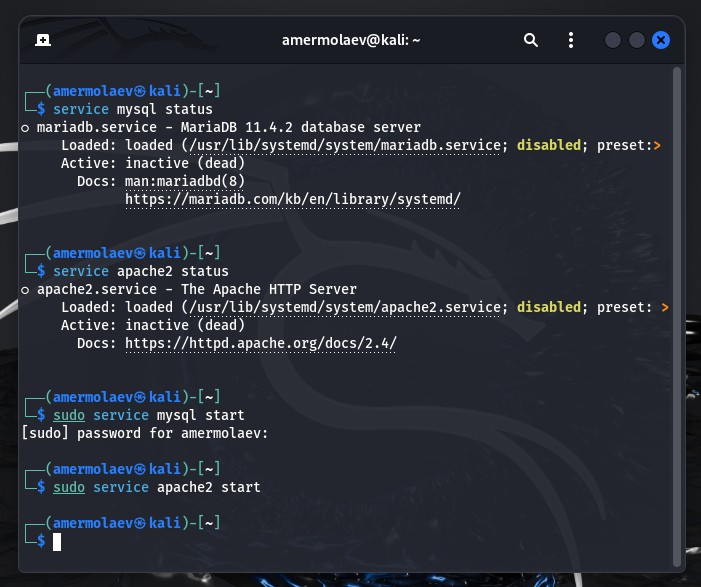 amermolaev@kali: ~
┌──(amermolaev㉿kali)-[~]
└─$ service mysql status
○ mariadb.service - MariaDB 11.4.2 database server
     Loaded: loaded (/usr/lib/systemd/system/mariadb.service; disabled; preset:>
     Active: inactive (dead)
       Docs: man:mariadbd(8)
             https://mariadb.com/kb/en/library/systemd/
┌──(amermolaev㉿kali)-[~]
└─$ service apache2 status
○ apache2.service - The Apache HTTP Server
     Loaded: loaded (/usr/lib/systemd/system/apache2.service; disabled; preset: >
     Active: inactive (dead)
       Docs: https://httpd.apache.org/docs/2.4/
┌──(amermolaev㉿kali)-[~]
└─$ sudo service mysql start
[sudo] password for amermolaev:
┌──(amermolaev㉿kali)-[~]
└─$ sudo service apache2 start
┌──(amermolaev㉿kali)-[~]
└─$